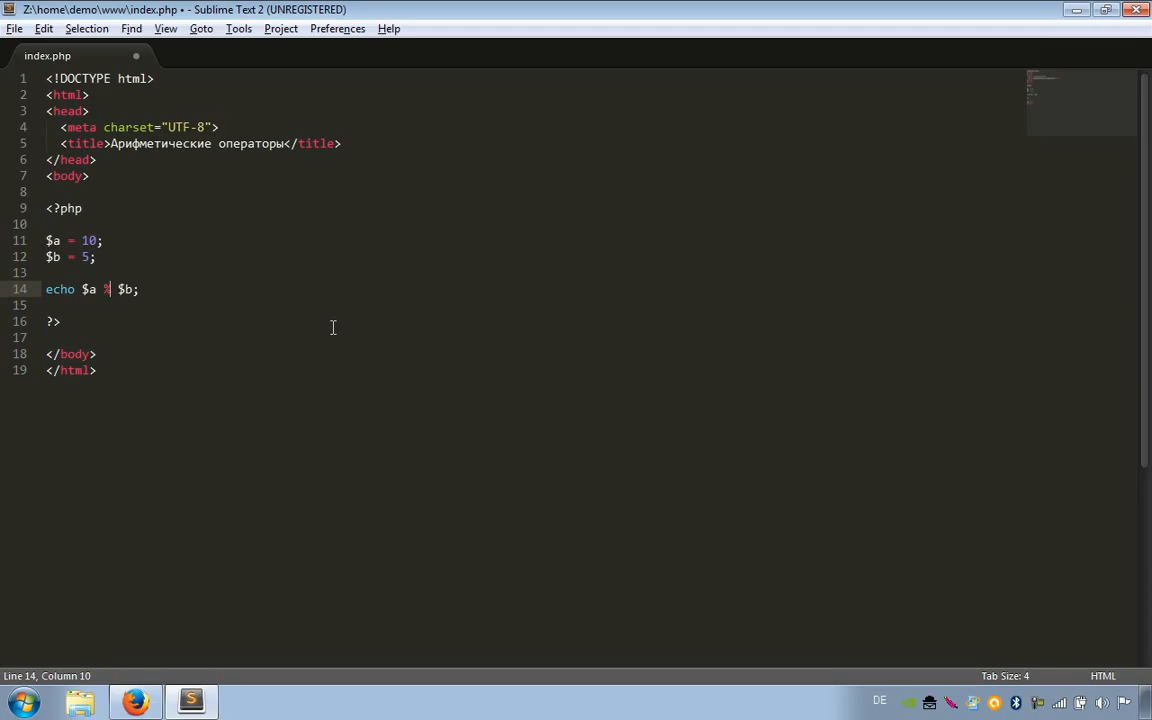 Z:\home\demo\www\index.php • - Sublime Text 2 (UNREGISTERED)
File Edit Selection Find View Goto Tools Project Preferences Help
index.php
1 <!DOCTYPE html>
2 <html>
3 <head>
4 <meta charset="UTF-8">
5 <title>Арифметические операторы</title>
6 </head>
7 <body>
8
9 <?php
10
11 $a = 10;
12 $b = 5;
13
14 echo $a % $b;
15
16 ?>
17
18 </body>
19 </html>
Line 14, Column 10 Tab Size: 4 HTML
DE